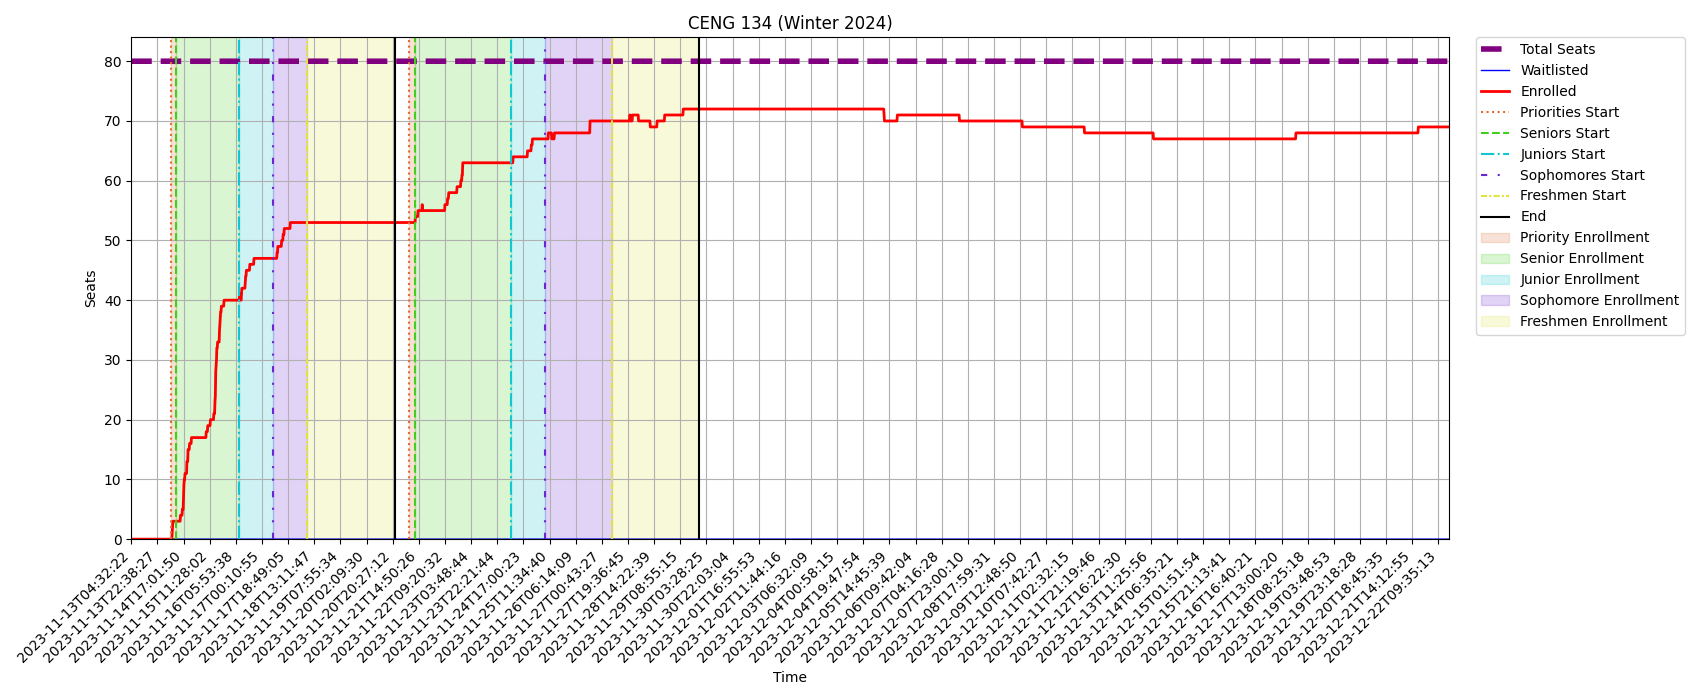 CENG 134 (Winter 2024)
Total Seats
Waitlisted
Enrolled
Priorities Start
Seniors Start
Juniors Start
Sophomores Start
Freshmen Start
End
Priority Enrollment
Senior Enrollment
Junior Enrollment
Sophomore Enrollment
Freshmen Enrollment
Seats
80
70
60
50
40
30
20
10
0
2023-11-13T04:32:22
2023-11-13T22:38:27
2023-11-14T17:01:50
2023-11-15T11:28:02
2023-11-16T05:53:38
2023-11-17T00:10:55
2023-11-17T18:49:05
2023-11-18T13:11:47
2023-11-19T07:55:34
2023-11-20T02:09:30
2023-11-20T20:27:12
2023-11-21T14:50:26
2023-11-22T09:20:32
2023-11-23T03:48:44
2023-11-23T22:21:44
2023-11-24T17:00:23
2023-11-25T11:34:40
2023-11-26T06:14:09
2023-11-27T00:43:27
2023-11-27T19:36:45
2023-11-28T14:22:39
2023-11-29T08:55:15
2023-11-30T03:28:25
2023-11-30T22:03:04
2023-12-01T16:55:53
2023-12-02T11:44:16
2023-12-03T06:32:09
2023-12-04T00:58:15
2023-12-04T19:47:54
2023-12-05T14:45:39
2023-12-06T09:42:04
2023-12-07T04:16:28
2023-12-07T23:00:10
2023-12-08T17:59:31
2023-12-09T12:48:50
2023-12-10T07:42:27
2023-12-11T02:32:15
2023-12-11T21:19:46
2023-12-12T16:22:30
2023-12-13T11:25:56
2023-12-14T06:35:21
2023-12-15T01:51:54
2023-12-15T21:13:41
2023-12-16T16:40:21
2023-12-17T13:00:20
2023-12-18T08:25:18
2023-12-19T03:48:53
2023-12-19T23:18:28
2023-12-20T18:45:35
2023-12-21T14:12:55
2023-12-22T09:35:13
Time